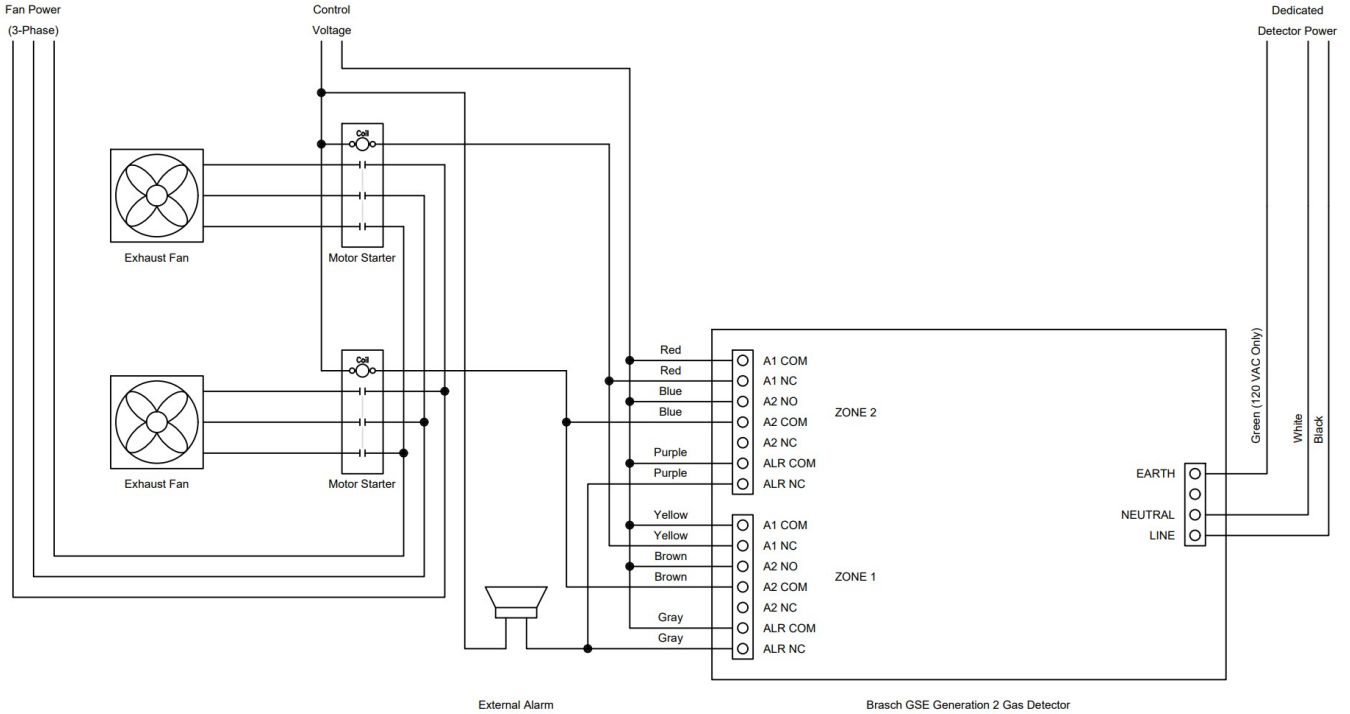 Fan Power
(3-Phase)
Control
Voltage
Dedicated
Detector Power
Coil
Exhaust Fan
Motor Starter
Coil
Exhaust Fan
Motor Starter
Red
Red
Blue
Blue
Purple
Purple
Yellow
Yellow
Brown
Brown
Gray
Gray
A1 COM
A1 NC
A2 NO
A2 COM
A2 NC
ALR COM
ALR NC
ZONE 2
A1 COM
A1 NC
A2 NO
A2 COM
A2 NC
ALR COM
ALR NC
ZONE 1
EARTH
NEUTRAL
LINE
Green (120 VAC Only)
White
Black
External Alarm
Brasch GSE Generation 2 Gas Detector